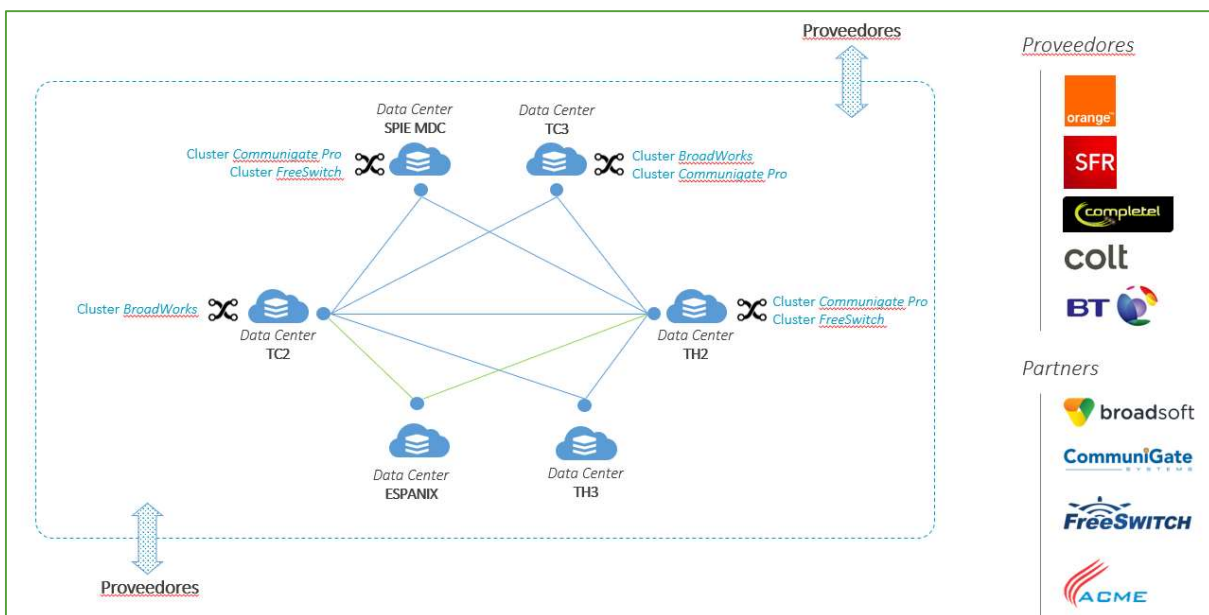 Proveedores
Data Center
SPIE MDC
Cluster Communigate Pro
Cluster FreeSwitch
Data Center
TC3
Cluster BroadWorks
Cluster Communigate Pro
Cluster BroadWorks
Data Center
TC2
Cluster Communigate Pro
Cluster FreeSwitch
Data Center
TH2
Data Center
ESPANIX
Data Center
TH3
Proveedores
Proveedores
orange™
SFR
completel
colt
BT
Partners
broadsoft
CommuniGate
SYSTEMS
FreeSWITCH
ACME